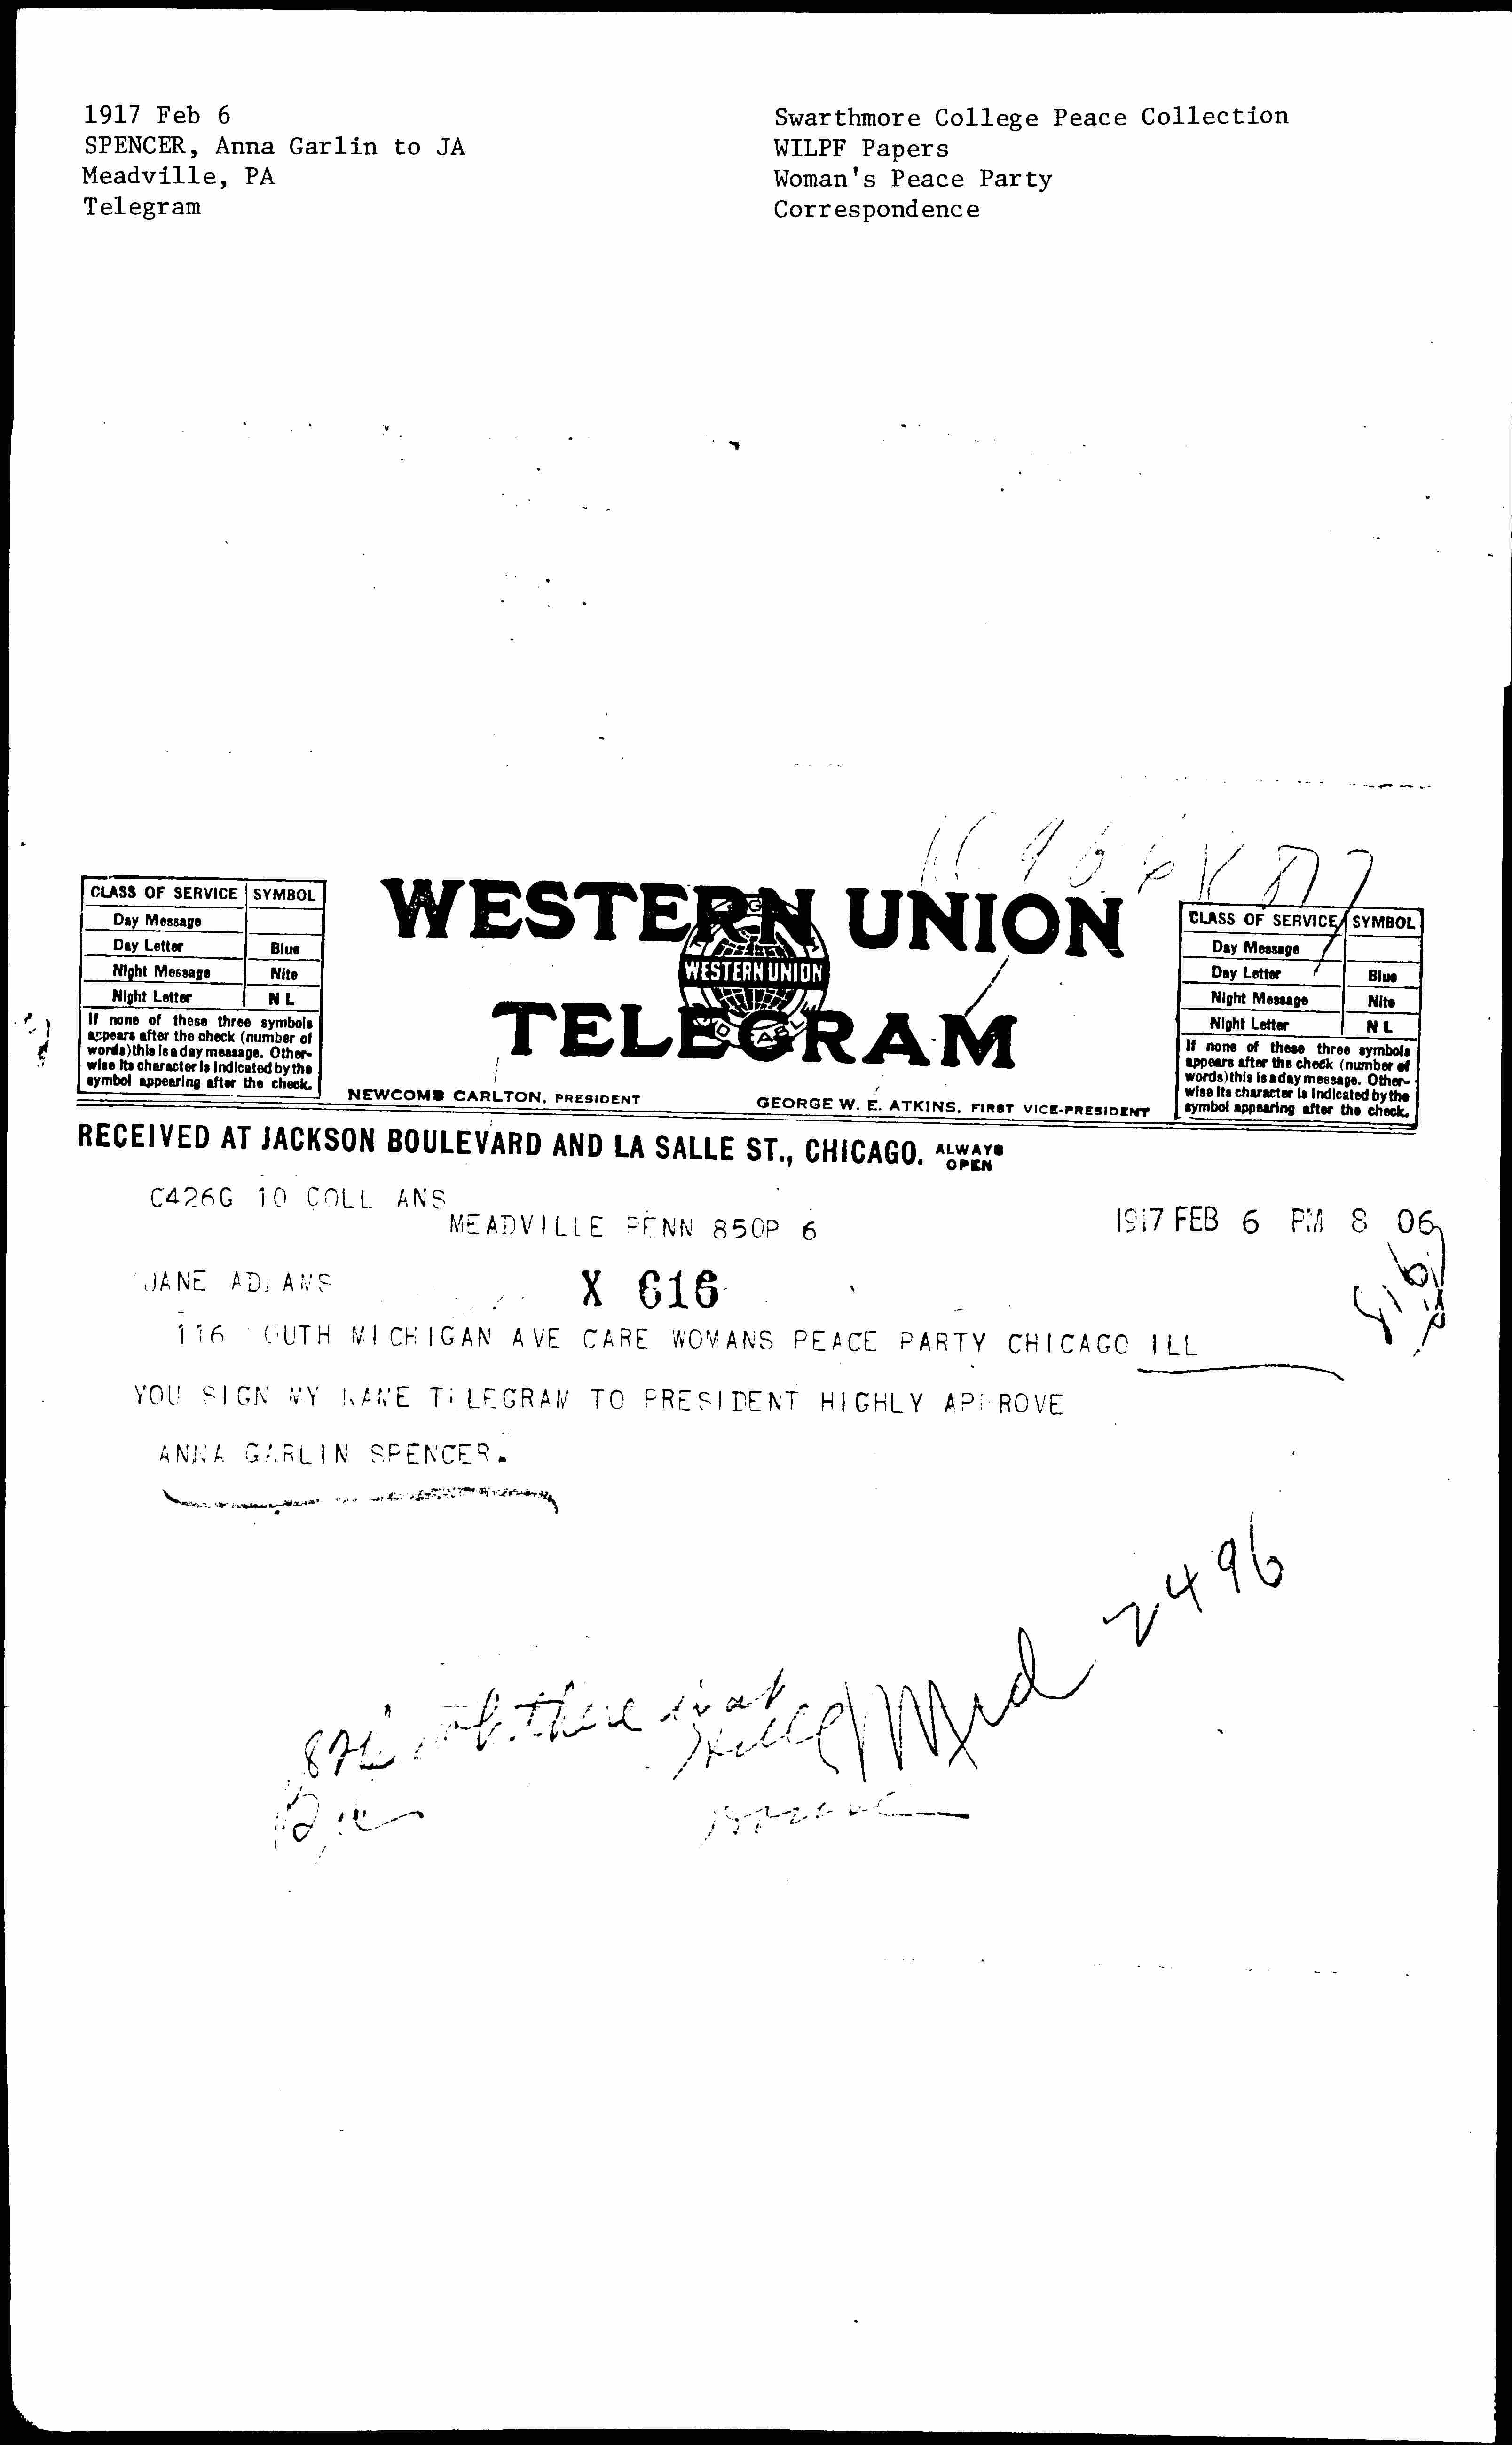 1917 Feb 6
SPENCER, Anna Garlin to JA
Meadville, PA
Telegram
Swarthmore College Peace Collection
WILPF Papers
Woman's Peace Party
Correspondence
CLASS OF SERVICE SYMBOL
Day Message
Day Letter Blue
Night Message Nite
Night Letter N L
If none of these three symbols
appears after the check (number of
words) this is a day message. Other-
wise its character is indicated by the
symbol appearing after the check.
WESTERN UNION
WESTERN UNION
TELEGRAM
NEWCOMB CARLTON, PRESIDENT
GEORGE W. E. ATKINS, FIRST VICE-PRESIDENT
CLASS OF SERVICE SYMBOL
Day Message
Day Letter Blue
Night Message Nite
Night Letter N L
If none of these three symbols
appears after the check (number of
words) this is a day message. Other-
wise its character is indicated by the
symbol appearing after the check.
RECEIVED AT JACKSON BOULEVARD AND LA SALLE ST., CHICAGO. ALWAYS OPEN
C426G 10 COLL ANS
MEADVILLE PENN 850P 6
1917 FEB 6 PM 8 06
JANE ADDAMS
X 616
116 SOUTH MICHIGAN AVE CARE WOMANS PEACE PARTY CHICAGO ILL
YOU SIGN MY NAME TELEGRAM TO PRESIDENT HIGHLY APPROVE
ANNA GARLIN SPENCER.
2496
there